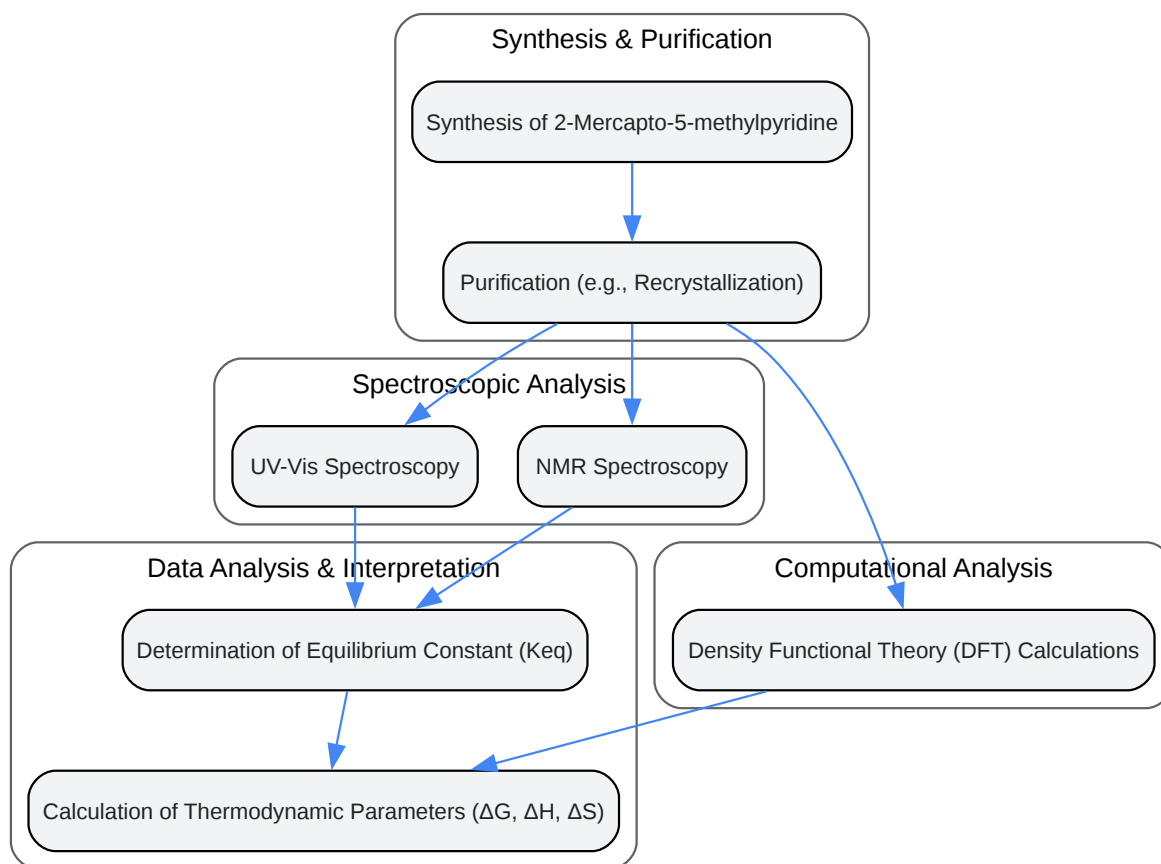 Synthesis & Purification
Synthesis of 2-Mercapto-5-methylpyridine
Purification (e.g., Recrystallization)
Spectroscopic Analysis
UV-Vis Spectroscopy
NMR Spectroscopy
Data Analysis & Interpretation
Computational Analysis
Determination of Equilibrium Constant (Keq)
Density Functional Theory (DFT) Calculations
Calculation of Thermodynamic Parameters (ΔG, ΔH, ΔS)